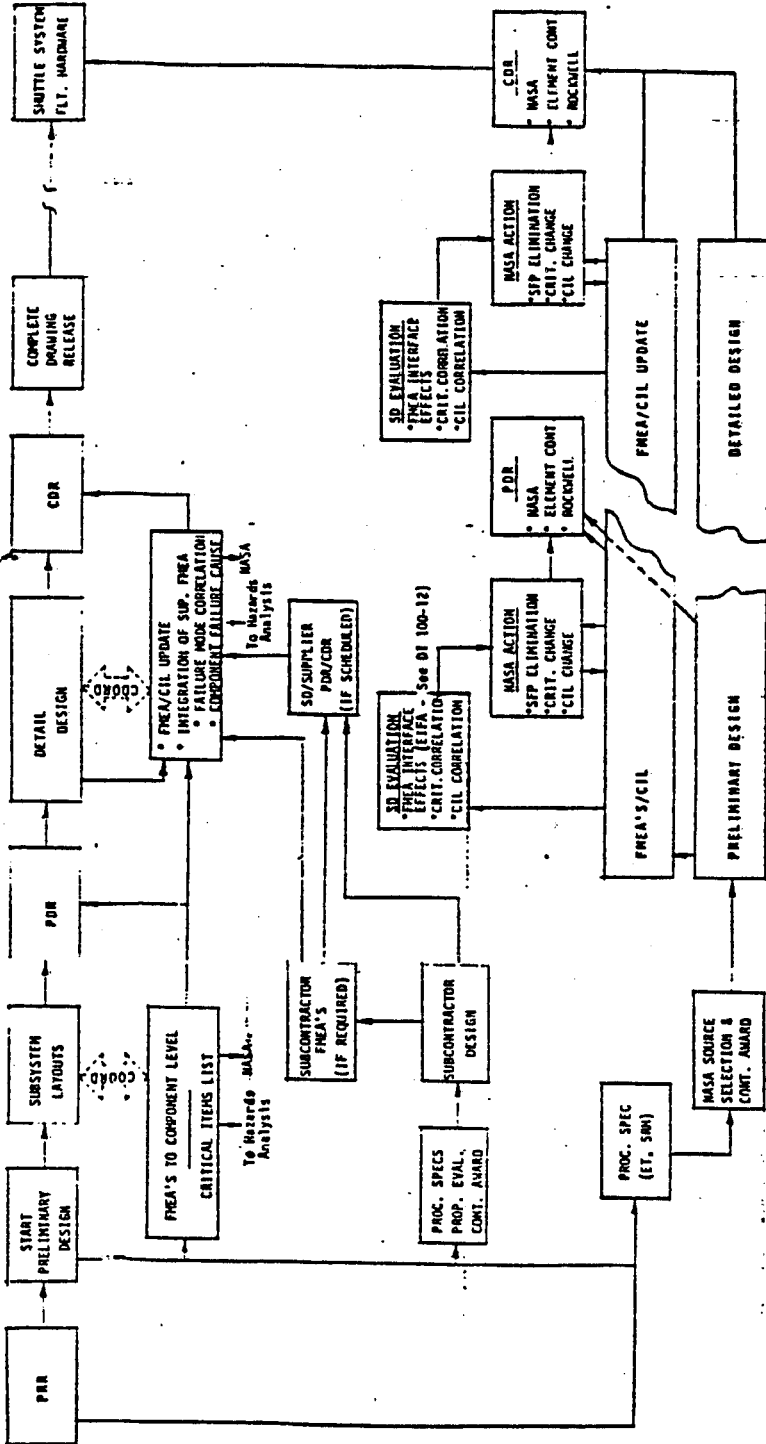 PRR
START
PRELIMINARY
DESIGN
SUBSYSTEM
LAYOUTS
PDR
DETAIL
DESIGN
CDR
COMPLETE
DRAWING
RELEASE
SHUTTLE SYSTEM
FLT. HARDWARE
COORD
COORD
FMEA'S TO COMPONENT LEVEL
CRITICAL ITEMS LIST
To Hazards
Analysis
NASA
* FMEA/CIL UPDATE
* INTEGRATION OF SUP. FMEA
* FAILURE MODE CORRELATION
* COMPONENT FAILURE CAUSE
To Hazards
Analysis
NASA
SUBCONTRACTOR
FMEA'S
(IF REQUIRED)
SD/SUPPLIER
PDR/CDR
(IF SCHEDULED)
PROC. SPECS
PROP. EVAL.,
CONT. AWARD
SUBCONTRACTOR
DESIGN
SD EVALUATION
*FMEA INTERFACE
EFFECTS (EIFA - See DI 100-12)
*CRIT.CORRELATION
*CIL CORRELATION
NASA ACTION
*SFP ELIMINATION
*CRIT. CHANGE
*CIL CHANGE
PDR
* NASA
* ELEMENT CONT.
* ROCKWELL
SD EVALUATION
*FMEA INTERFACE
EFFECTS
*CRIT.CORRELATION
*CIL CORRELATION
NASA ACTION
*SFP ELIMINATION
*CRIT. CHANGE
*CIL CHANGE
CDR
* NASA
* ELEMENT CONT
* ROCKWELL
PROC. SPEC
(ET, SRM)
NASA SOURCE
SELECTION &
CONT. AWARD
FMEA'S/CIL
PRELIMINARY DESIGN
FMEA/CIL UPDATE
DETAILED DESIGN